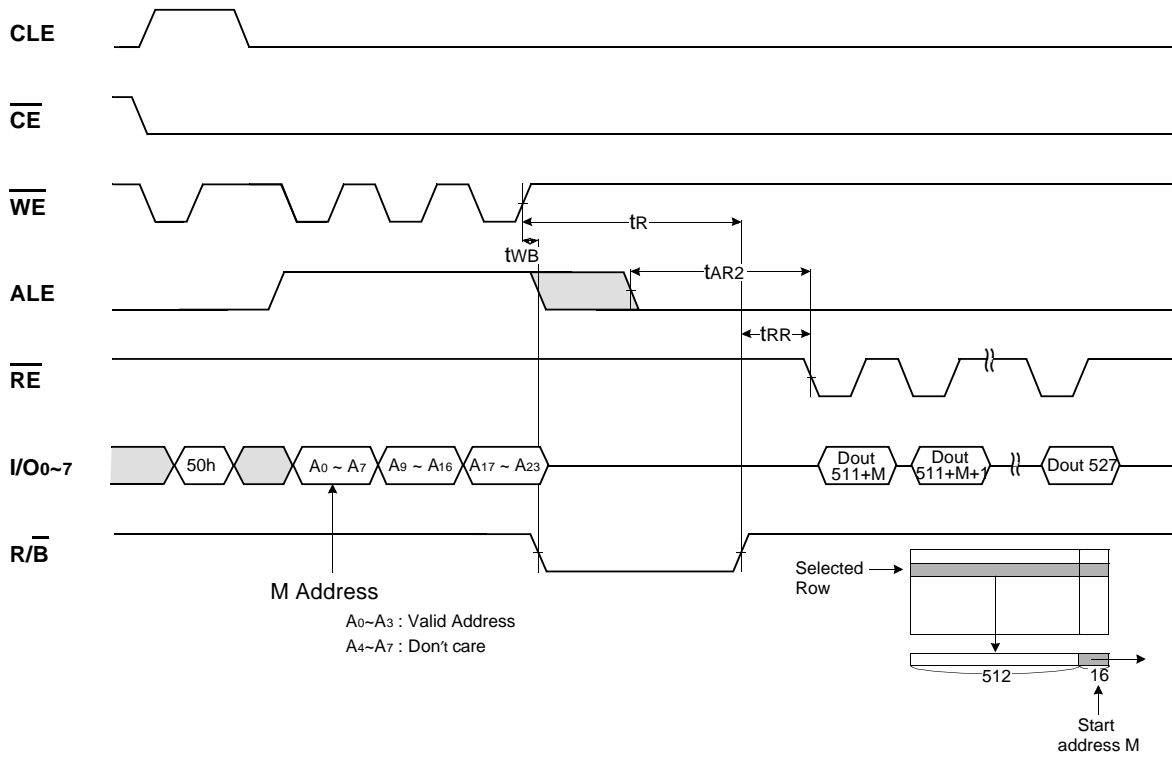 CLE
CE
WE
tR
tWB
tAR2
ALE
tRR
RE
I/O0~7
50h
A0 ~ A7
A9 ~ A16
A17 ~ A23
Dout
511+M
Dout
511+M+1
Dout 527
R/B
M Address
A0~A3 : Valid Address
A4~A7 : Don't care
Selected
Row
512
16
Start
address M